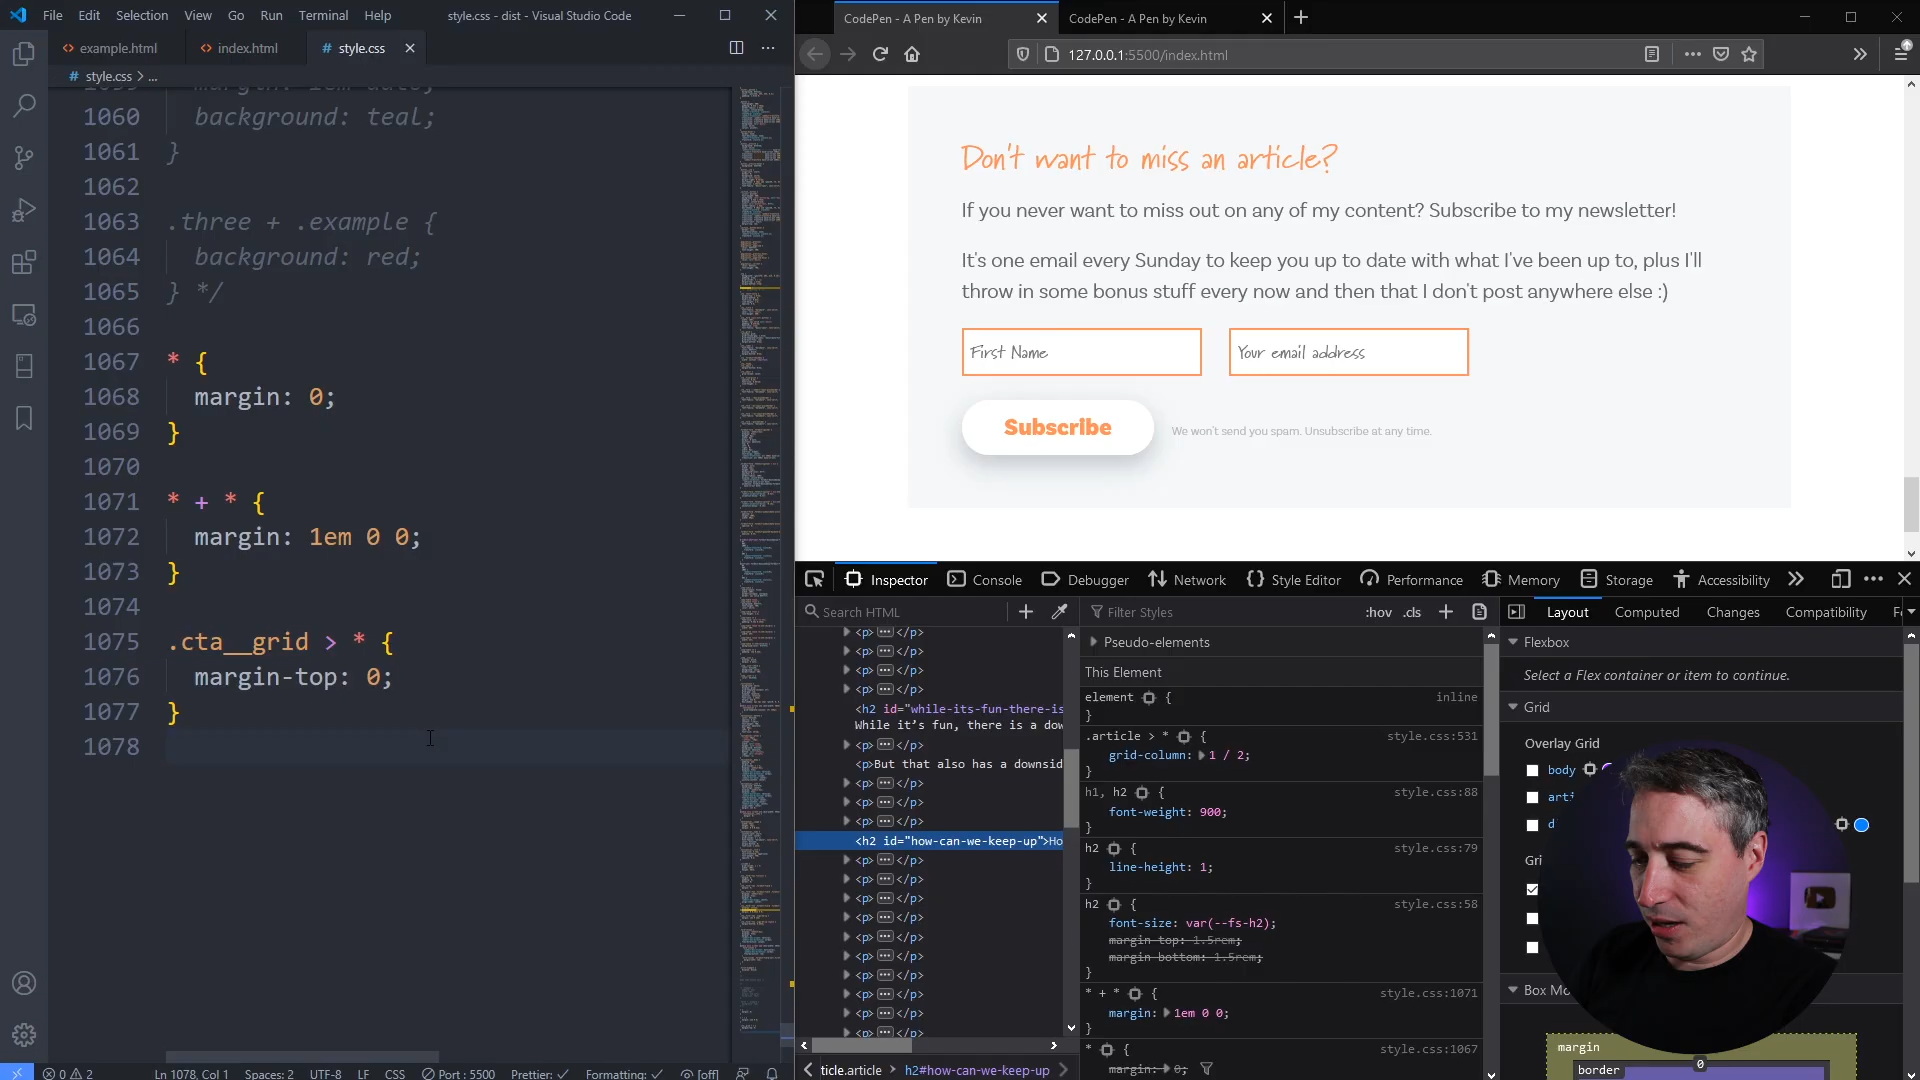 File Edit Selection View Go Run Terminal Help
style.css - dist - Visual Studio Code
example.html
index.html
# style.css
# style.css > ...
1060 background: teal;
1061 }
1062
1063 .three + .example {
1064 background: red;
1065 } */
1066
1067 * {
1068 margin: 0;
1069 }
1070
1071 * + * {
1072 margin: 1em 0 0;
1073 }
1074
1075 .cta__grid > * {
1076 margin-top: 0;
1077 }
1078
0 2 Ln 1078, Col 1 Spaces: 2 UTF-8 LF CSS Port : 5500 Prettier: Formatting: [off]
CodePen - A Pen by Kevin
CodePen - A Pen by Kevin
127.0.0.1:5500/index.html
Don't want to miss an article?
If you never want to miss out on any of my content? Subscribe to my newsletter!
It's one email every Sunday to keep you up to date with what I've been up to, plus I'll
throw in some bonus stuff every now and then that I don't post anywhere else :)
First Name
Your email address
Subscribe
We won't send you spam. Unsubscribe at any time.
Inspector Console Debugger Network Style Editor Performance Memory Storage Accessibility
Search HTML
<p> </p>
<p> </p>
<p> </p>
<p> </p>
<h2 id="while-its-fun-there-is
While it's fun, there is a dow
<p> </p>
<p>But that also has a downsid
<p> </p>
<p> </p>
<p> </p>
<h2 id="how-can-we-keep-up">Ho
<p> </p>
<p> </p>
<p> </p>
<p> </p>
<p> </p>
<p> </p>
<p> </p>
<p> </p>
<p> </p>
<p> </p>
ticle.article > h2#how-can-we-keep-up
Filter Styles
:hov .cls
Pseudo-elements
This Element
element { inline
}
.article > * { style.css:531
grid-column: 1 / 2;
}
h1, h2 { style.css:88
font-weight: 900;
}
h2 { style.css:79
line-height: 1;
}
h2 { style.css:58
font-size: var(--fs-h2);
margin-top: 1.5rem;
margin-bottom: 1.5rem;
}
* + * { style.css:1071
margin: 1em 0 0;
}
* { style.css:1067
margin: 0;
Layout Computed Changes Compatibility
Flexbox
Select a Flex container or item to continue.
Grid
Overlay Grid
body
arti
d
Gri
Box Mo
margin
0
border